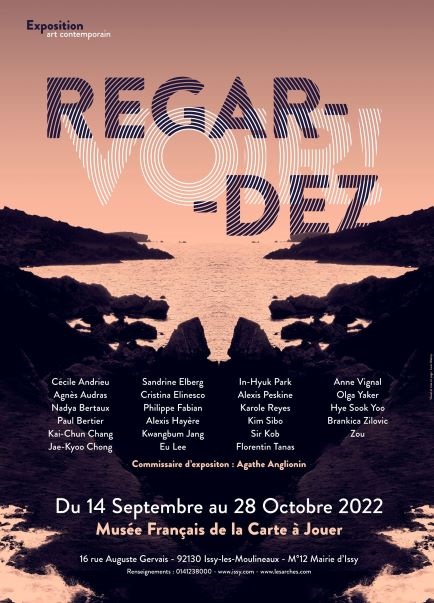 Exposition
art contemporain
REGAR-
VOIR!
-DEZ
Cécile Andrieu
Agnès Audras
Nadya Bertaux
Paul Bertier
Kai-Chun Chang
Jae-Kyoo Chong
Sandrine Elberg
Cristina Elinesco
Philippe Fabian
Alexis Hayère
Kwangbum Jang
Eu Lee
In-Hyuk Park
Alexis Peskine
Karole Reyes
Kim Sibo
Sir Kob
Florentin Tanas
Anne Vignal
Olga Yaker
Hye Sook Yoo
Brankica Zilovic
Zou
Commissaire d'expositon : Agathe Anglionin
Du 14 Septembre au 28 Octobre 2022
Musée Français de la Carte à Jouer
16 rue Auguste Gervais - 92130 Issy-les-Moulineaux - M°12 Mairie d'Issy
Renseignements : 0141238000 - www.issy.com - www.lesarches.com